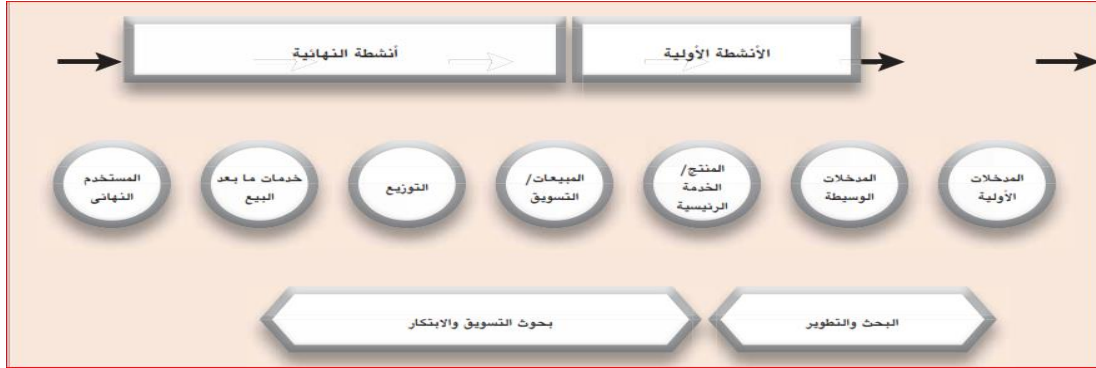 الأنشطة الأولية
أنشطة النهائية
المدخلات
الأولية
المدخلات
الوسيطة
المنتج/
الخدمة
الرئيسية
المبيعات/
التسويق
التوزيع
خدمات ما بعد
البيع
المستخدم
النهائى
البحث والتطوير
بحوث التسويق والابتكار